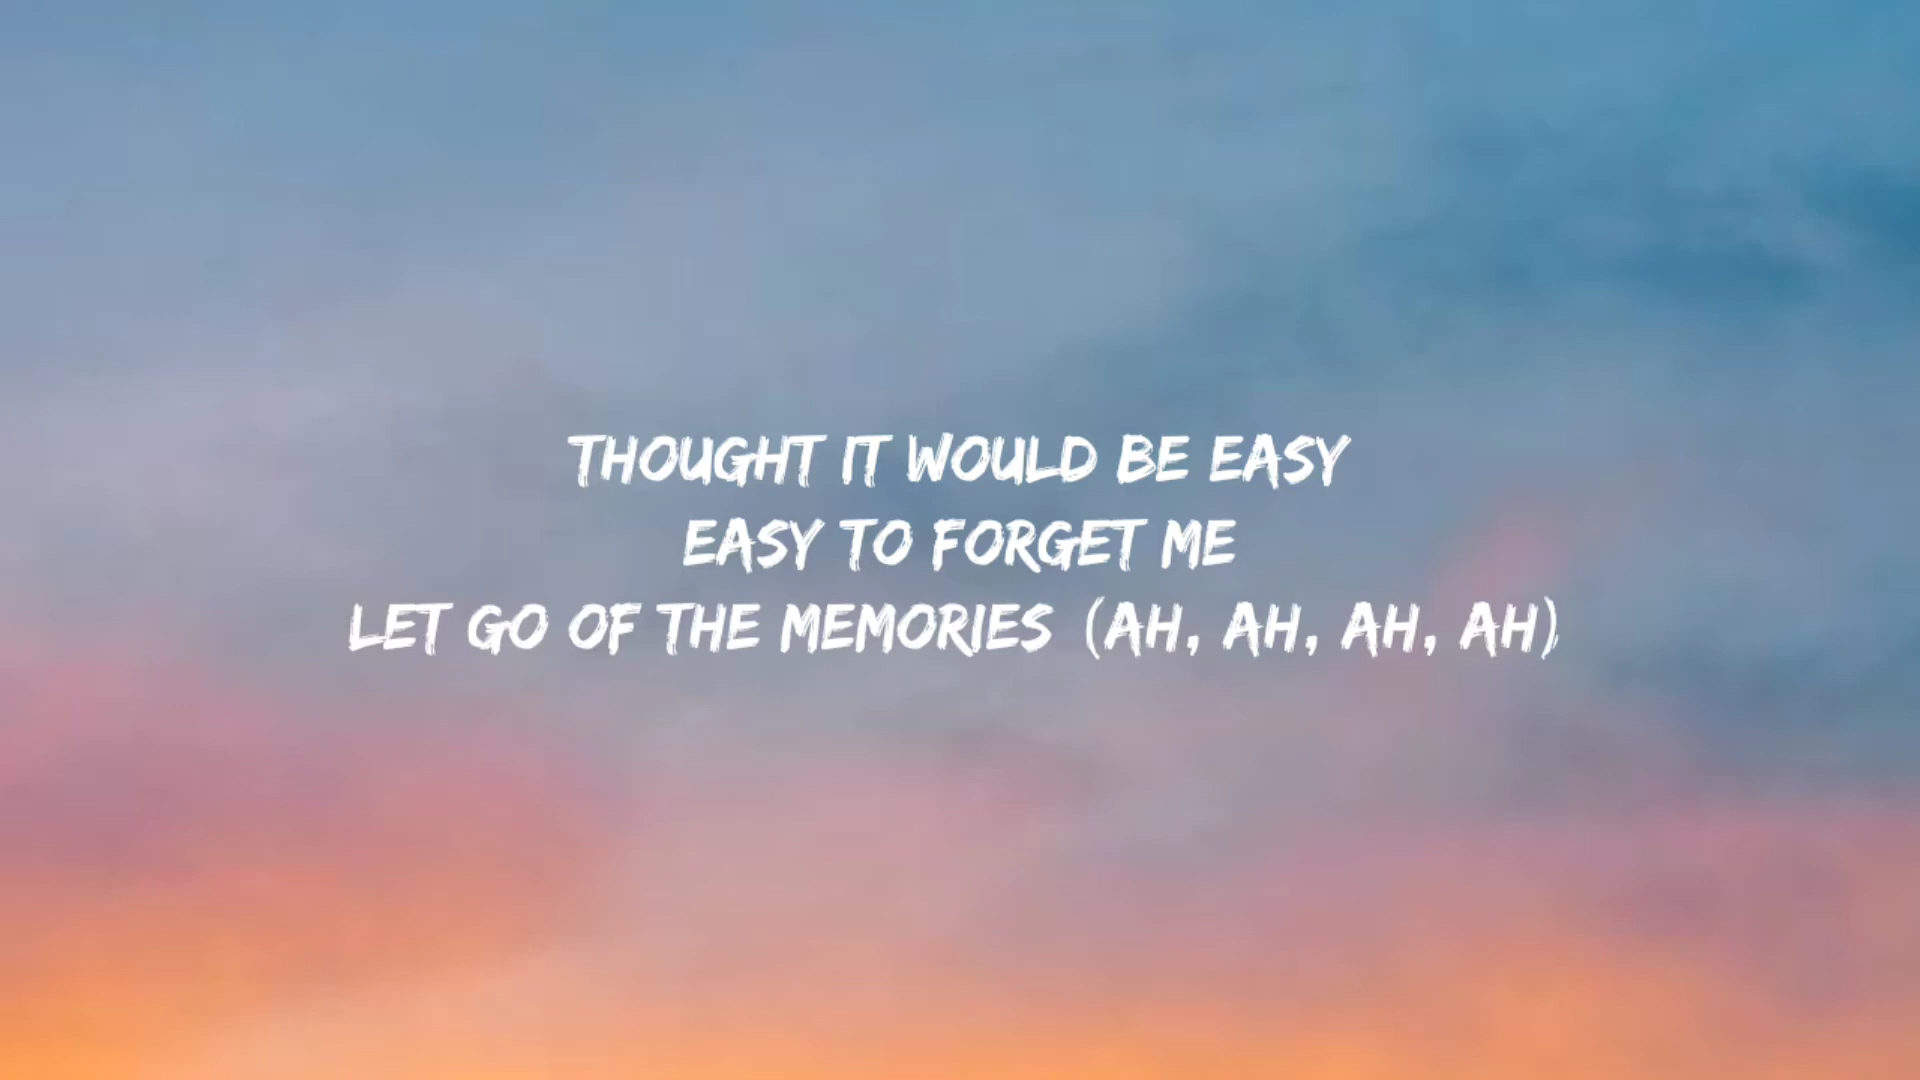 THOUGHT IT WOULD BE EASY
EASY TO FORGET ME
LET GO OF THE MEMORIES (AH, AH, AH, AH)